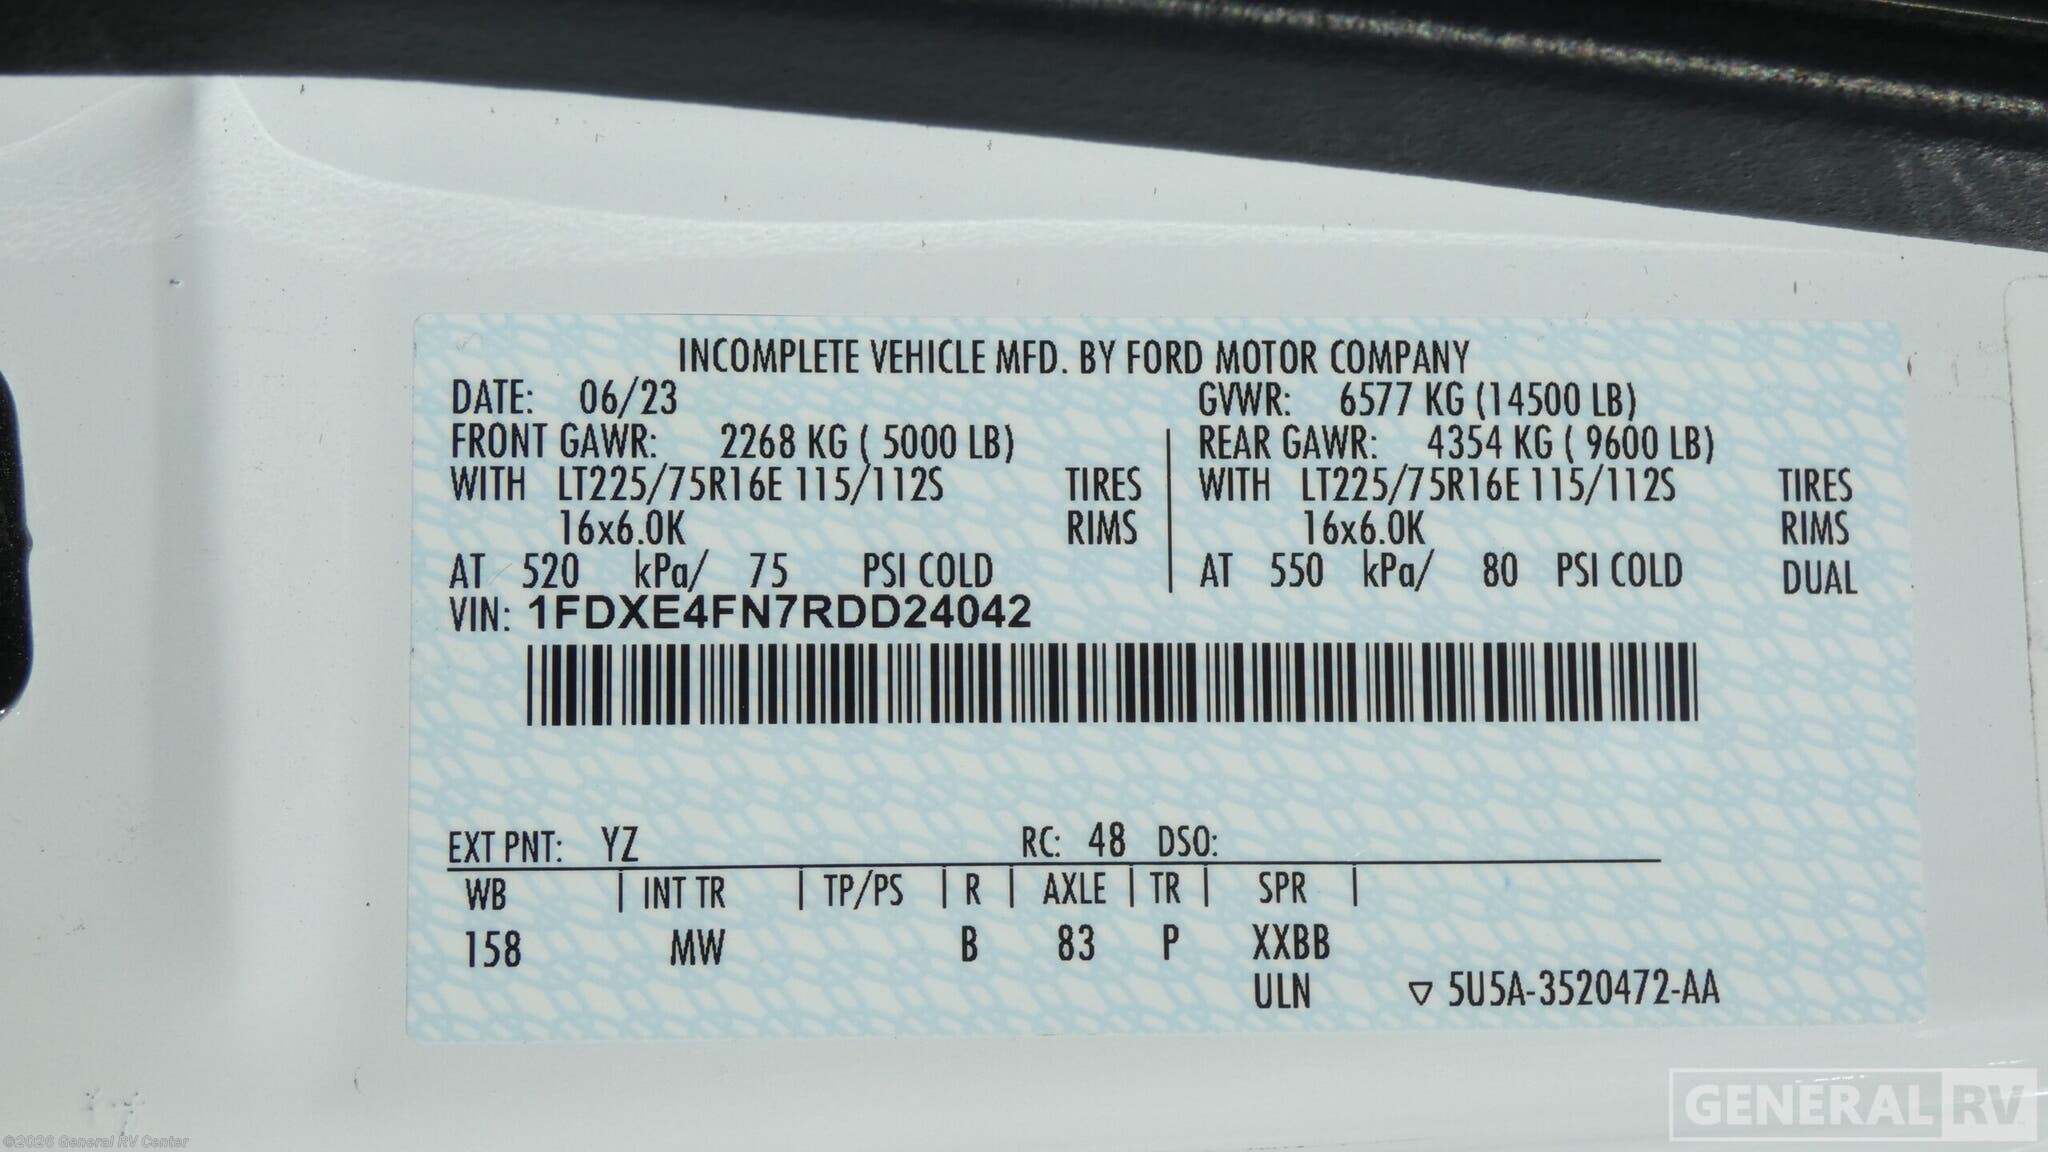 INCOMPLETE VEHICLE MFD. BY FORD MOTOR COMPANY
DATE: 06/23 GVWR: 6577 KG (14500 LB)
FRONT GAWR: 2268 KG ( 5000 LB) REAR GAWR: 4354 KG ( 9600 LB)
WITH LT225/75R16E 115/112S TIRES WITH LT225/75R16E 115/112S TIRES
16x6.0K RIMS 16x6.0K RIMS
AT 520 kPa/ 75 PSI COLD AT 550 kPa/ 80 PSI COLD DUAL
VIN: 1FDXE4FN7RDD24042
EXT PNT: YZ RC: 48 DSO:
WB | INT TR | TP/PS | R | AXLE | TR | SPR |
158 MW B 83 P XXBB
ULN ▽ 5U5A-3520472-AA
GENERAL RV
©2026 General RV Center